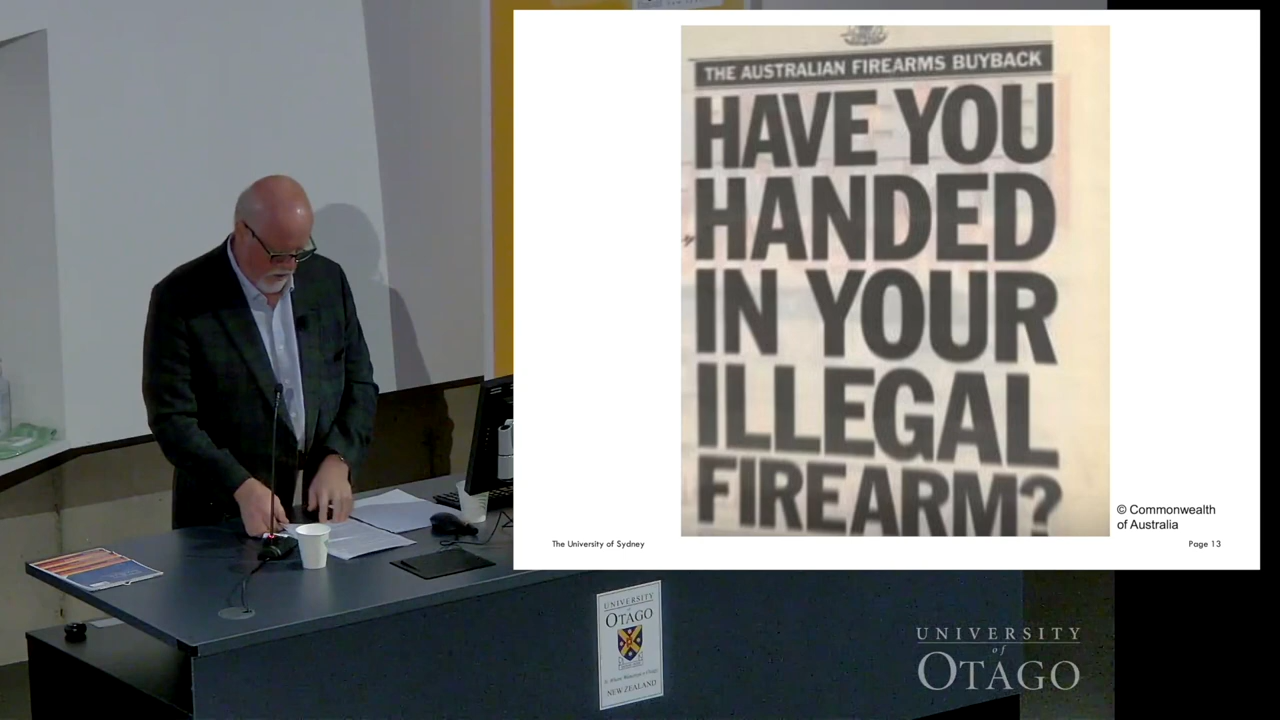 THE AUSTRALIAN FIREARMS BUYBACK
HAVE YOU
HANDED
IN YOUR
ILLEGAL
FIREARM?
© Commonwealth
of Australia
The University of Sydney
Page 13
UNIVERSITY
of
OTAGO
NEW ZEALAND
UNIVERSITY
of
OTAGO